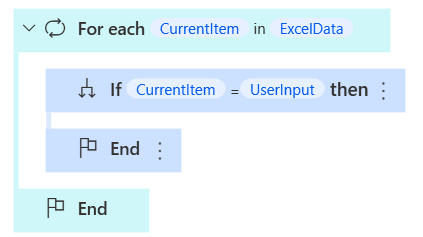 For each CurrentItem in ExcelData
If CurrentItem = UserInput then
End
End